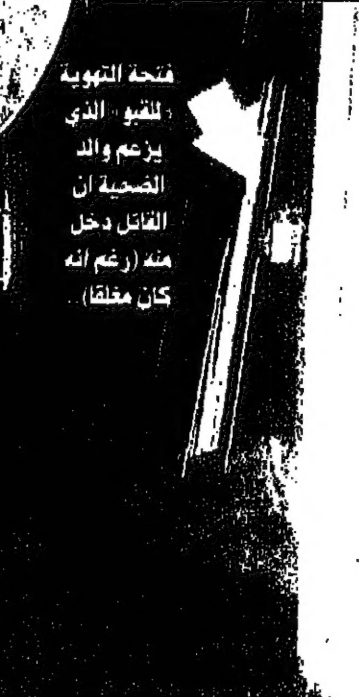 فتحة التهوية
«للقبو» الذي
يزعم والد
الضحية ان
القاتل دخل
منه (رغم انه
كان مغلقا)..